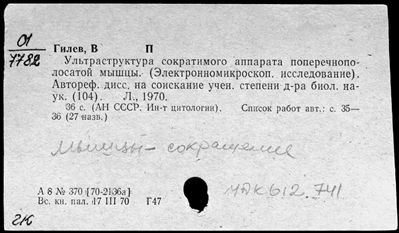 01
7782
Гилев, В П
Ультраструктура сократимого аппарата поперечнопо-
лосатой мышцы. (Электронномикроскоп. исследование).
Автореф. дисс. на соискание учен. степени д-ра биол. на-
ук. (104). Л., 1970.
36 с. (АН СССР. Ин-т цитологии). Список работ авт.: с. 35—
36 (27 назв.)
Мышцы - сокращение
УДК 612.741
А 8 № 370 [70-2136а]
Вс. кн. пал. 17 III 70 Г47
2К